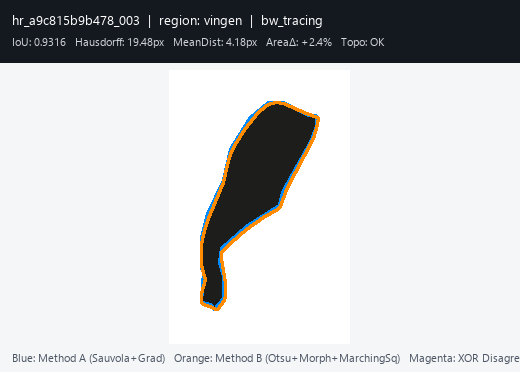 hr_a9c815b9b478_003 | region: vingen | bw_tracing
IoU: 0.9316 Hausdorff: 19.48px MeanDist: 4.18px AreaΔ: +2.4% Topo: OK
Blue: Method A (Sauvola+Grad) Orange: Method B (Otsu+Morph+MarchingSq) Magenta: XOR Disagre